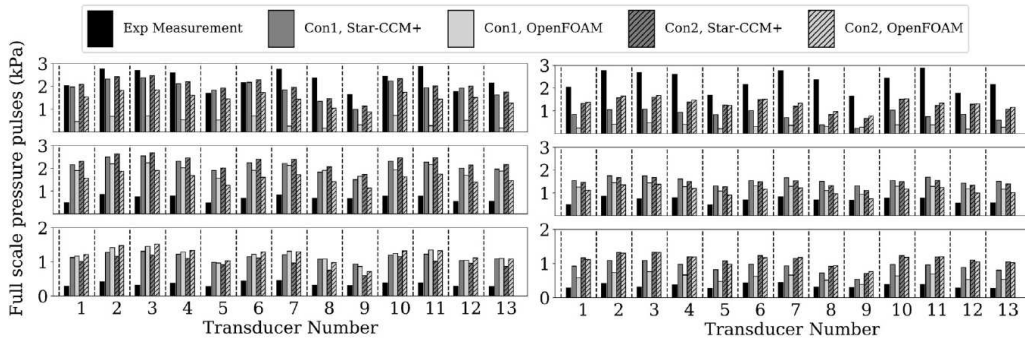 Exp Measurement
Con1, Star-CCM+
Con1, OpenFOAM
Con2, Star-CCM+
Con2, OpenFOAM
Full scale pressure pulses (kPa)
3
2
1
3
2
1
2
1
0
1 2 3 4 5 6 7 8 9 10 11 12 13
Transducer Number
3
2
1
3
2
1
2
1
0
1 2 3 4 5 6 7 8 9 10 11 12 13
Transducer Number